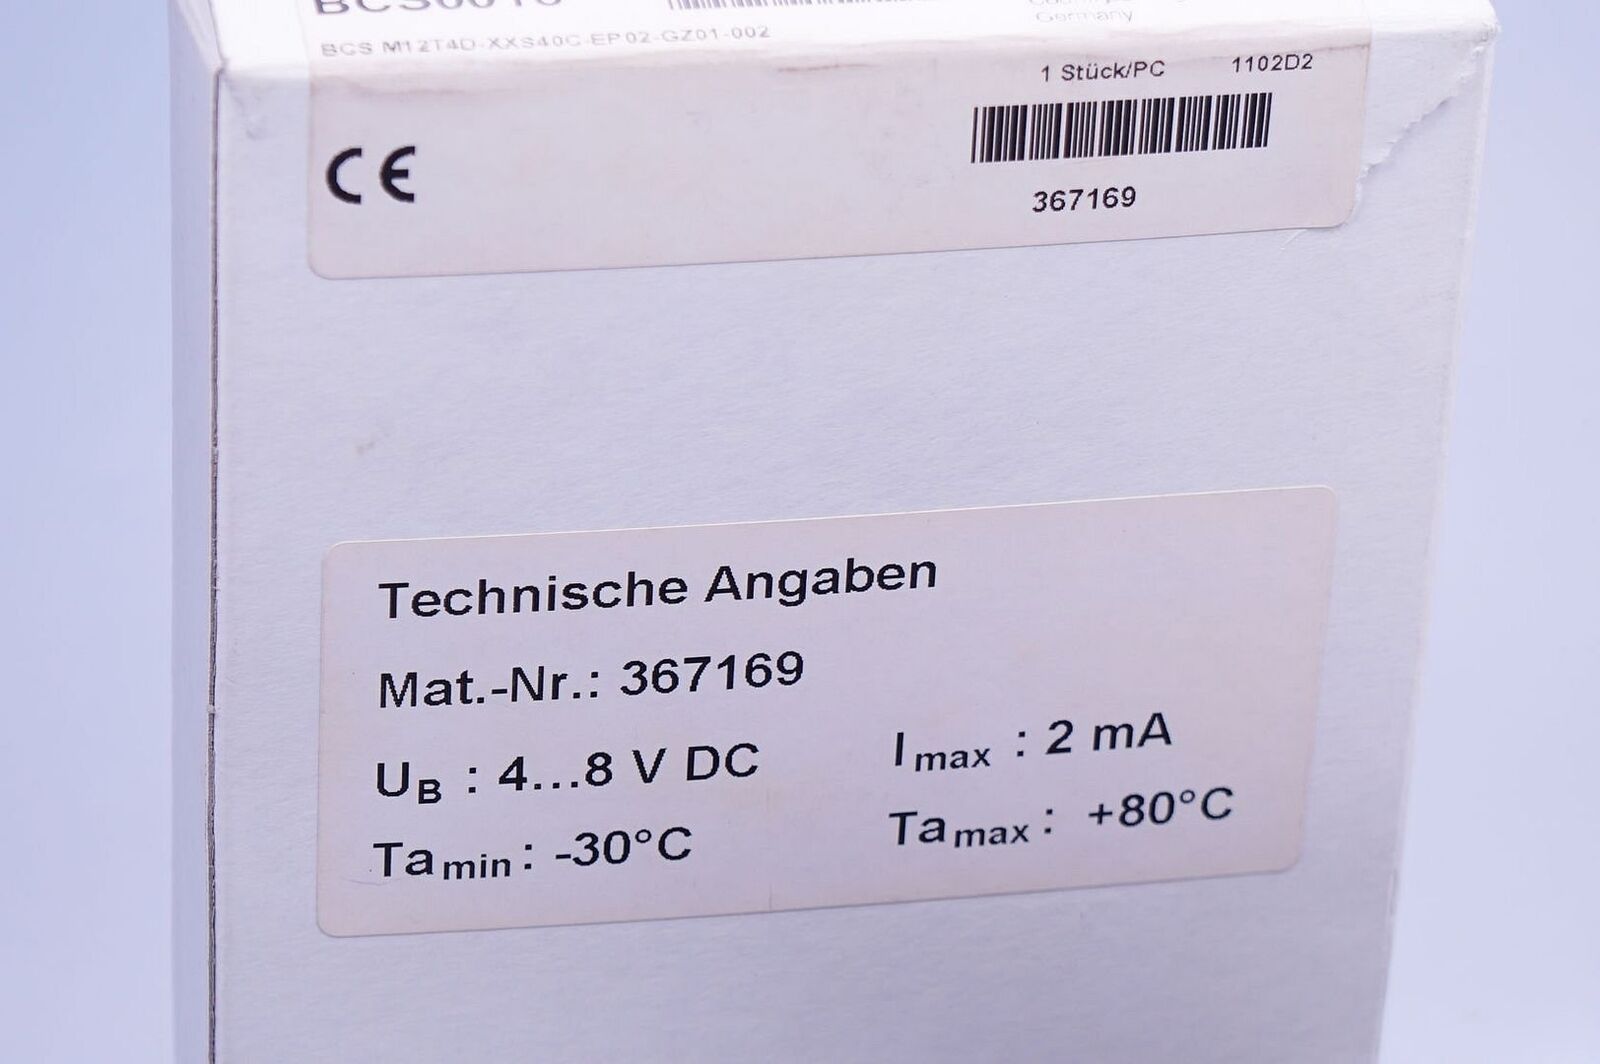 Germany
BCS M12T4D-XXS40C-EP02-GZ01-002
1 Stück/PC 1102D2
CE
367169
Technische Angaben
Mat.-Nr.: 367169
UB : 4...8 V DC Imax : 2 mA
Tamin : -30°C Tamax : +80°C